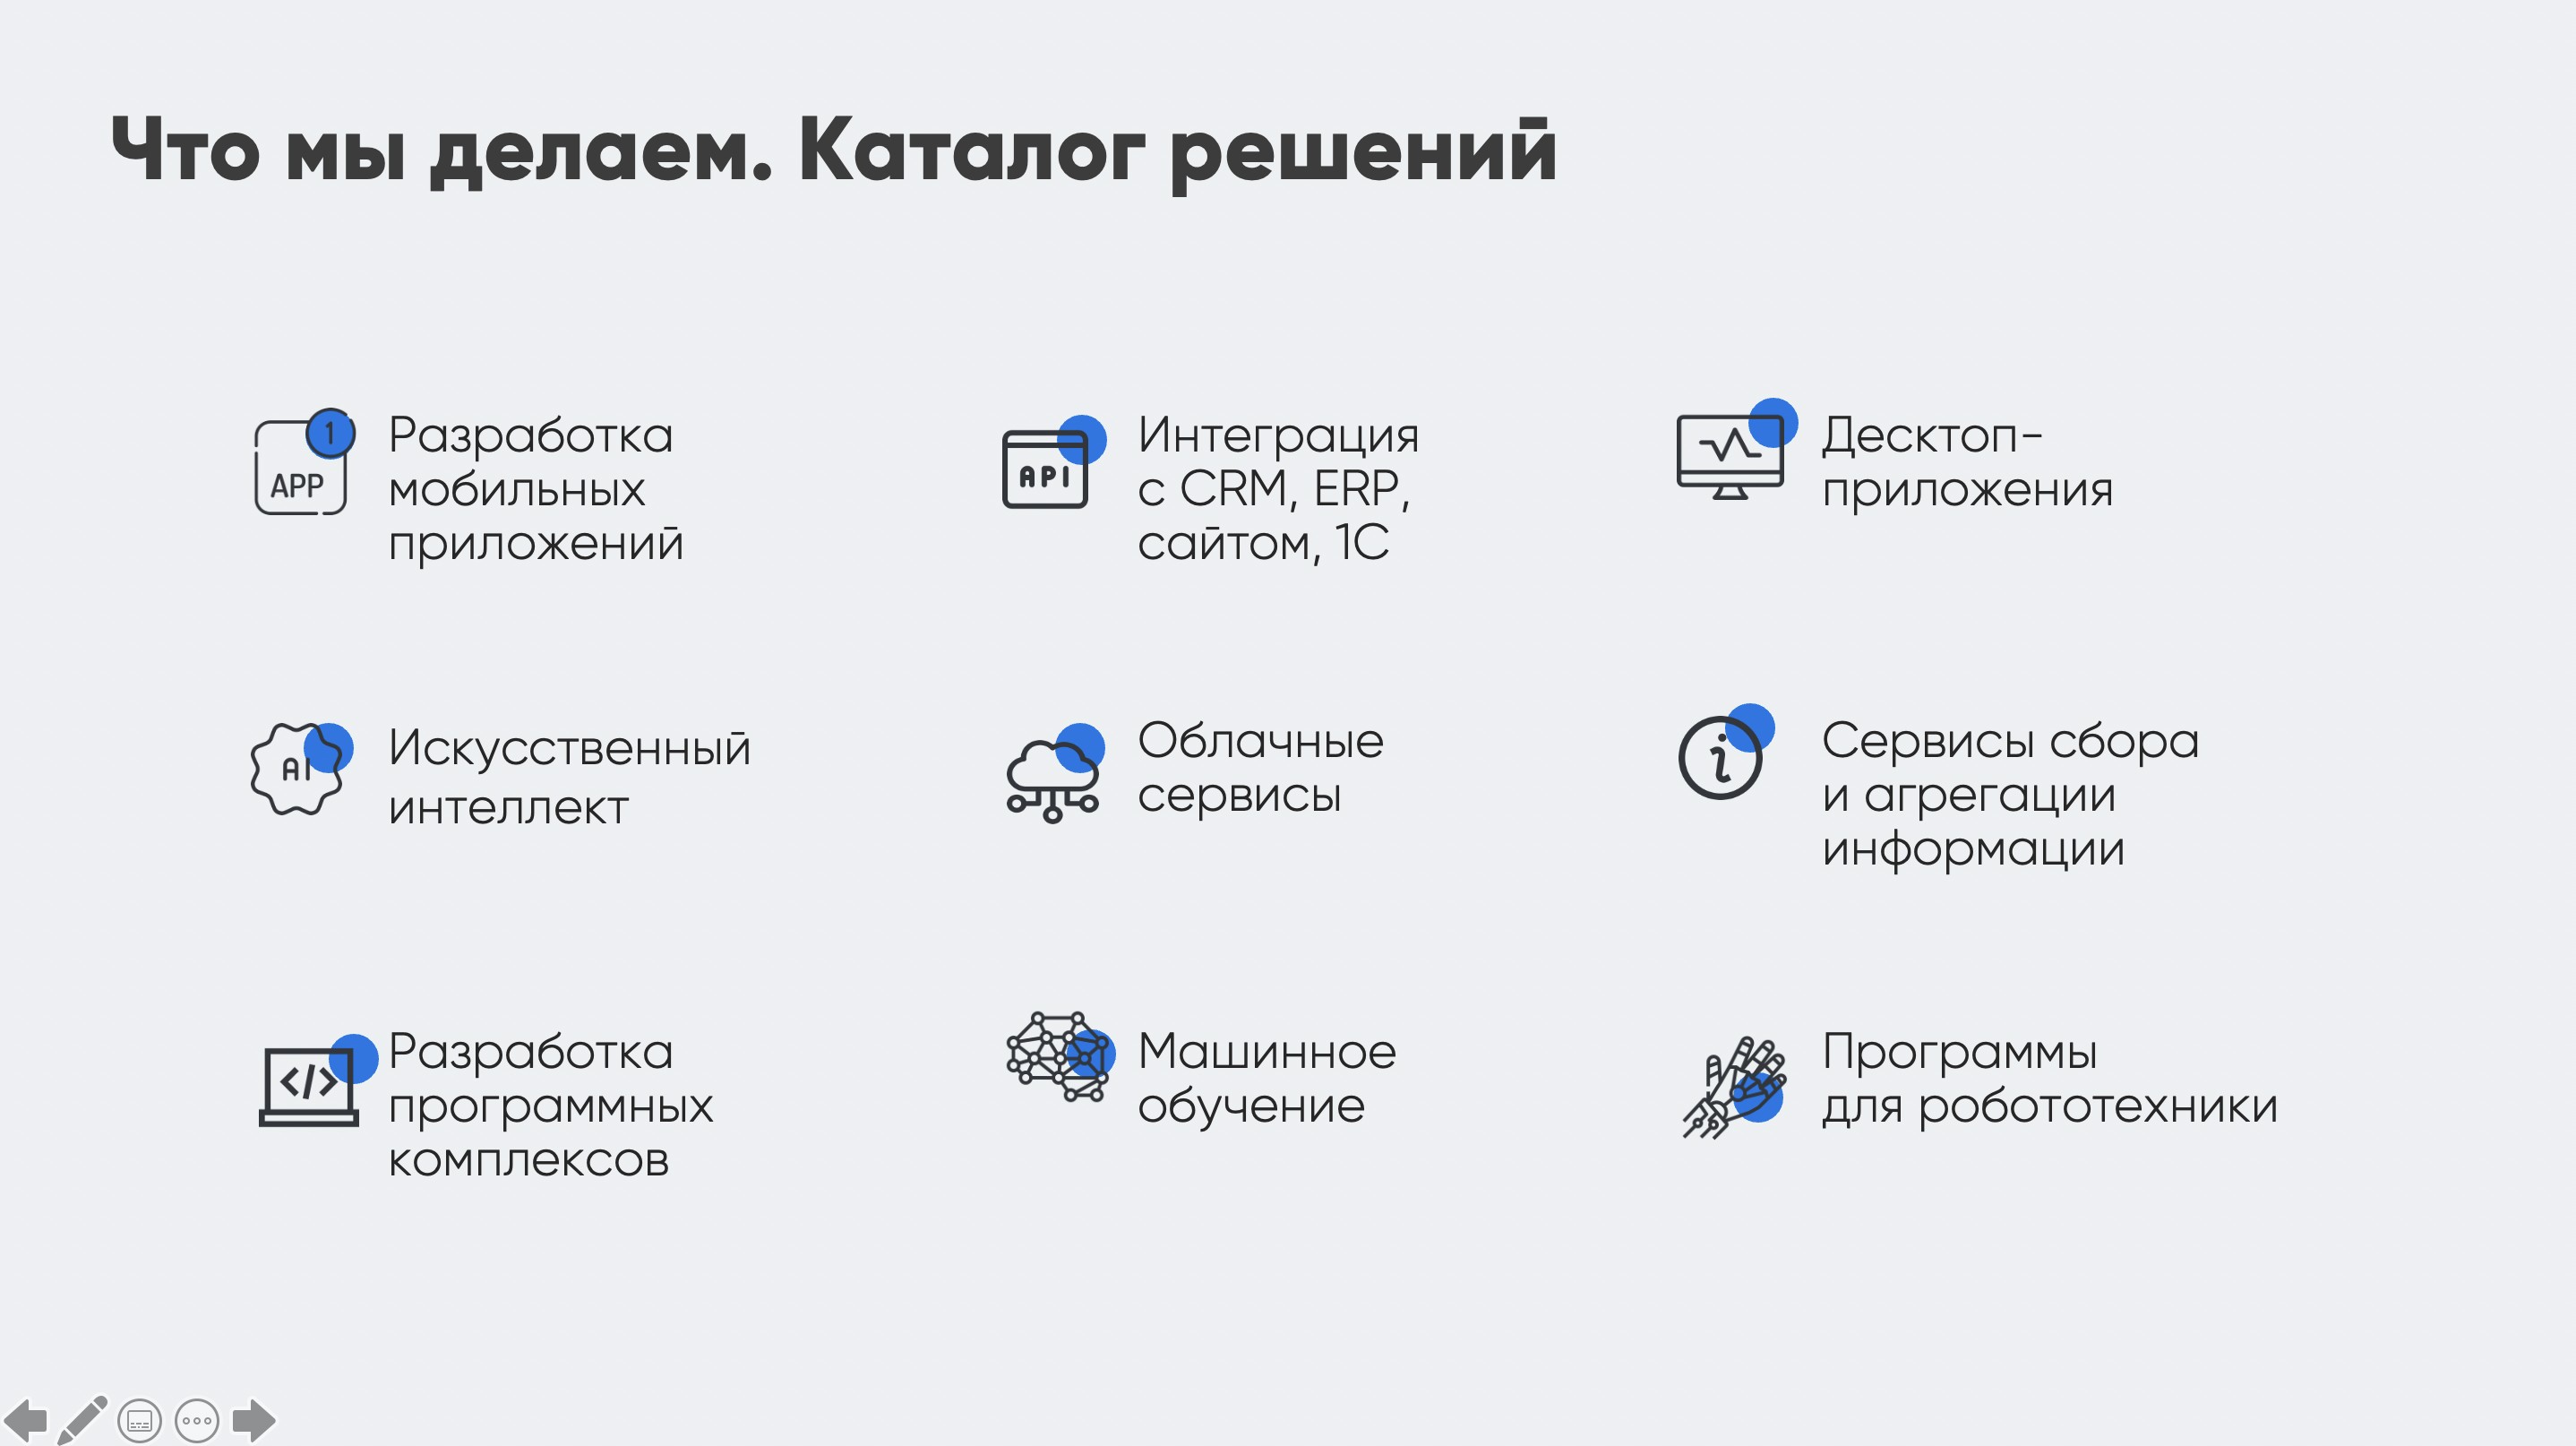 Что мы делаем. Каталог решений
1
APP
Разработка
мобильных
приложений
API
Интеграция
с CRM, ERP,
сайтом, 1С
Десктоп-
приложения
AI
Искусственный
интеллект
Облачные
сервисы
i
Сервисы сбора
и агрегации
информации
</>
Разработка
программных
комплексов
Машинное
обучение
Программы
для робототехники